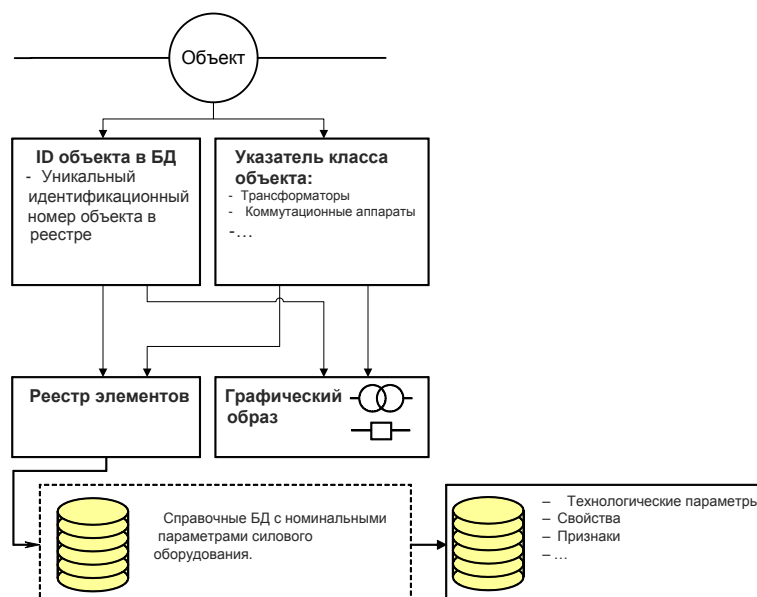 Объект
ID объекта в БД
- Уникальный
идентификационный
номер объекта в
реестре
Указатель класса
объекта:
- Трансформаторы
- Коммутационные аппараты
-…
Реестр элементов
Графический
образ
Справочные БД с номинальными
параметрами силового
оборудования.
– Технологические параметры
– Свойства
– Признаки
– …